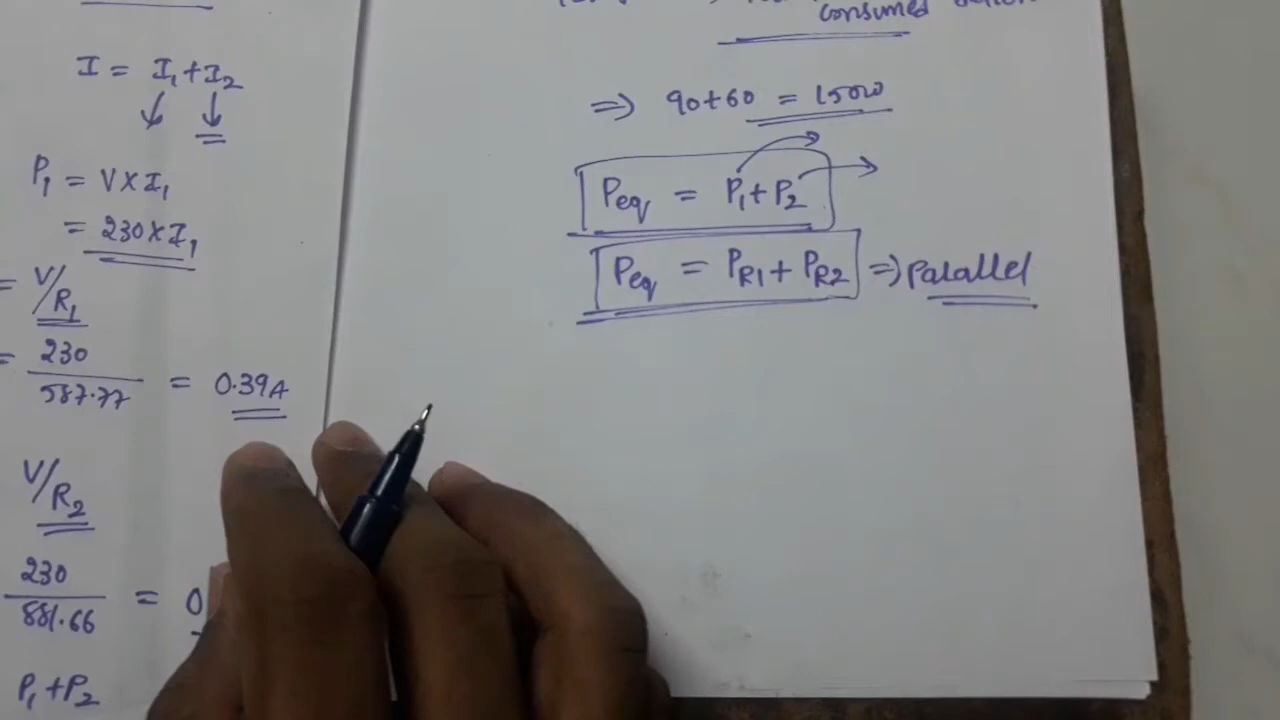 I = I₁+I₂
P₁ = V×I₁
= 230×I₁
= V/R₁
= 230/587.77 = 0.39A
V/R₂
230/881.66 = 0
P₁+P₂
consumed
⇒ 90+60 = 150W
Peq = P₁+P₂
Peq = PR1 + PR2 ⇒ Parallel